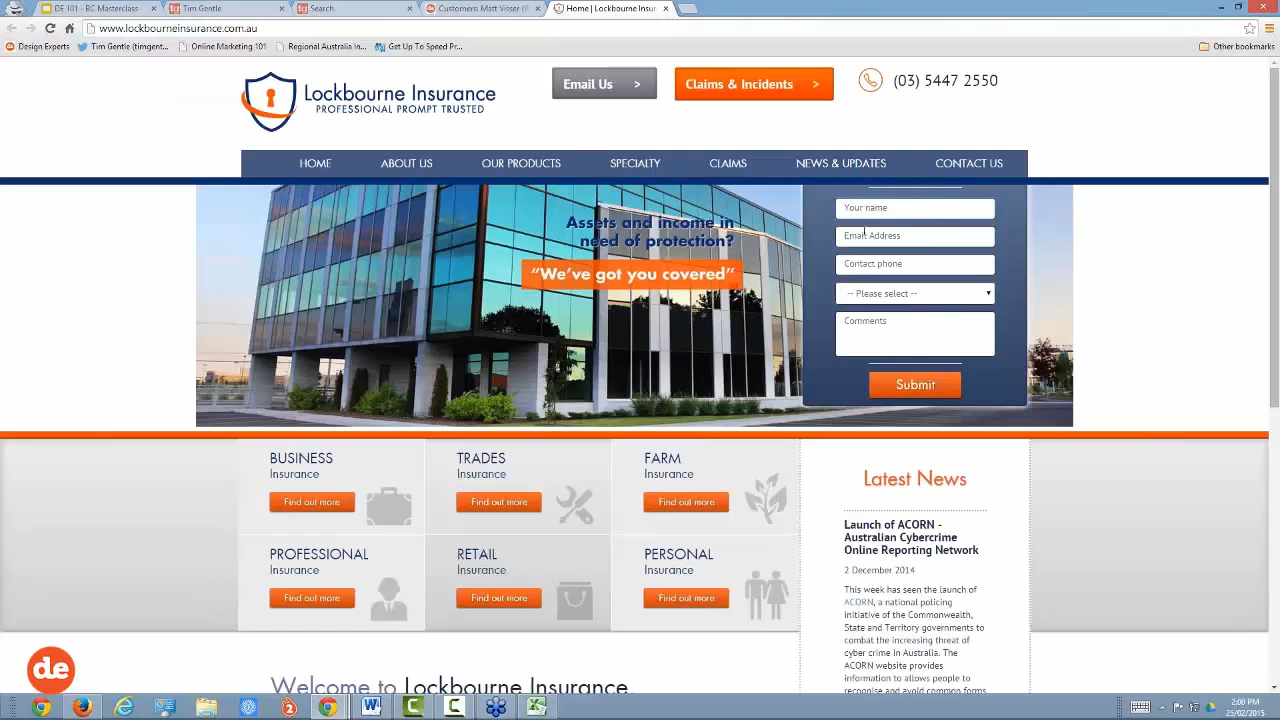 DE 101 - BC Masterclass
Tim Gentle
Search
Customers Matt Visser (
Home | Lockbourne Insur
www.lockbourneinsurance.com.au
Design Experts
Tim Gentle (timgent...
Online Marketing 101
Regional Australia In...
Get Up To Speed Pr...
Other bookmarks
Lockbourne Insurance
PROFESSIONAL PROMPT TRUSTED
Email Us >
Claims & Incidents >
(03) 5447 2550
HOME
ABOUT US
OUR PRODUCTS
SPECIALTY
CLAIMS
NEWS & UPDATES
CONTACT US
Assets and income in
need of protection?
“We’ve got you covered”
Your name
Email Address
Contact phone
-- Please select --
Comments
Submit
BUSINESS
Insurance
Find out more
TRADES
Insurance
Find out more
FARM
Insurance
Find out more
PROFESSIONAL
Insurance
Find out more
RETAIL
Insurance
Find out more
PERSONAL
Insurance
Find out more
Latest News
Launch of ACORN -
Australian Cybercrime
Online Reporting Network
2 December 2014
This week has seen the launch of
ACORN, a national policing
initiative of the Commonwealth,
State and Territory governments to
combat the increasing threat of
cyber crime in Australia. The
ACORN website provides
information to allow people to
recognise and avoid common forms
Welcome to Lockbourne Insurance
de
2:08 PM
25/02/2015